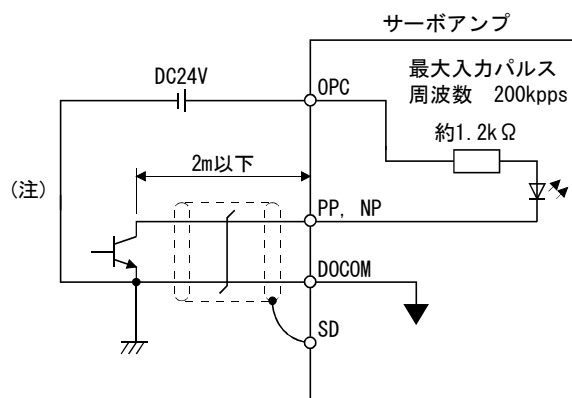 サーボアンプ
DC24V
OPC
最大入力パルス
周波数 200kpps
約1.2kΩ
2m以下
(注)
PP, NP
DOCOM
SD